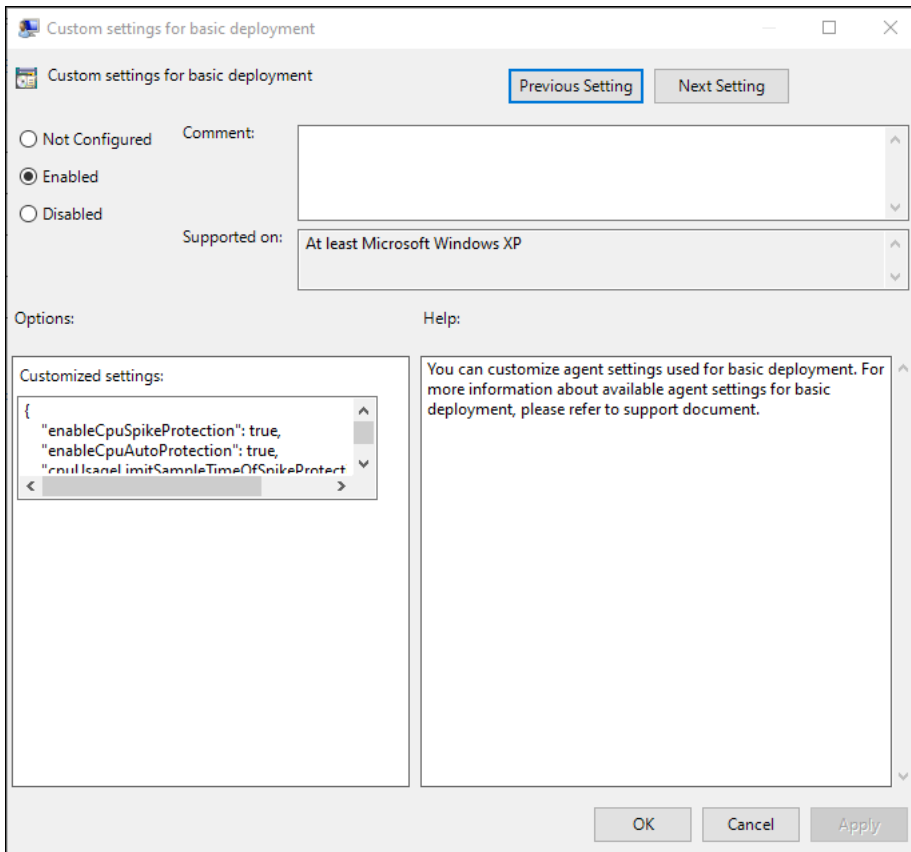 Custom settings for basic deployment
Custom settings for basic deployment
Previous Setting
Next Setting
Not Configured
Comment:
Enabled
Disabled
Supported on:
At least Microsoft Windows XP
Options:
Help:
Customized settings:
{
"enableCpuSpikeProtection": true,
"enableCpuAutoProtection": true,
"cpuUsageLimitSampleTimeOfSpikeProtect
You can customize agent settings used for basic deployment. For
more information about available agent settings for basic
deployment, please refer to support document.
OK
Cancel
Apply